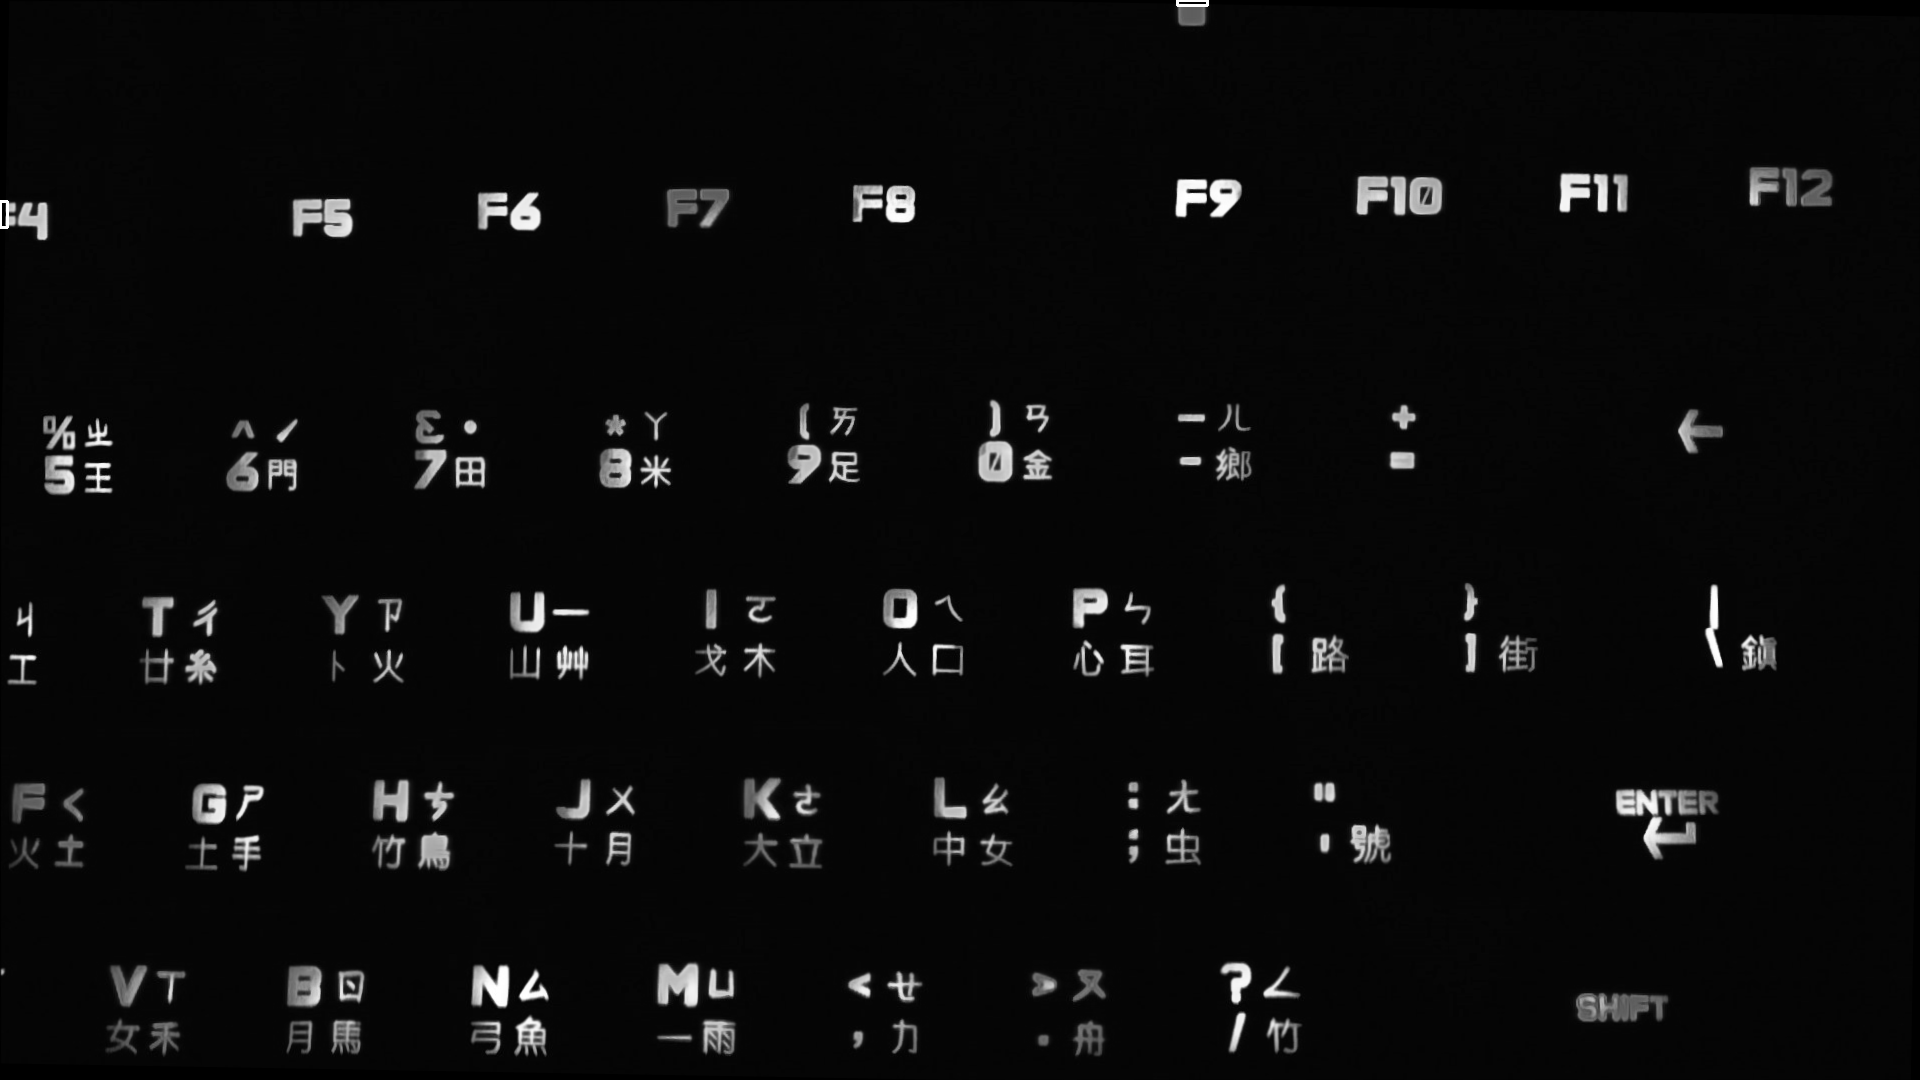 F4 F5 F6 F7 F8 F9 F10 F11 F12
% ㄓ ^ ˊ & ˙ * ㄚ ( ㄞ ) ㄢ — ㄦ + ←
5 王 6 門 7 田 8 米 9 足 0 金 - 鄉 =
ㄐ T ㄔ Y ㄗ U ㄧ I ㄛ O ㄟ P ㄣ { } |
工 廿 糸 卜 火 山 艸 戈 木 人 口 心 耳 [ 路 ] 街 \ 鎮
F ㄑ G ㄕ H ㄘ J ㄨ K ㄜ L ㄠ : ㄤ " ENTER
火 土 土 手 竹 鳥 十 月 大 立 中 女 ; 虫 ' 號
V ㄒ B ㄖ N ㄙ M ㄩ < ㄝ > ㄡ ? ㄥ SHIFT
女 禾 月 馬 弓 魚 一 雨 , 力 . 舟 / 竹